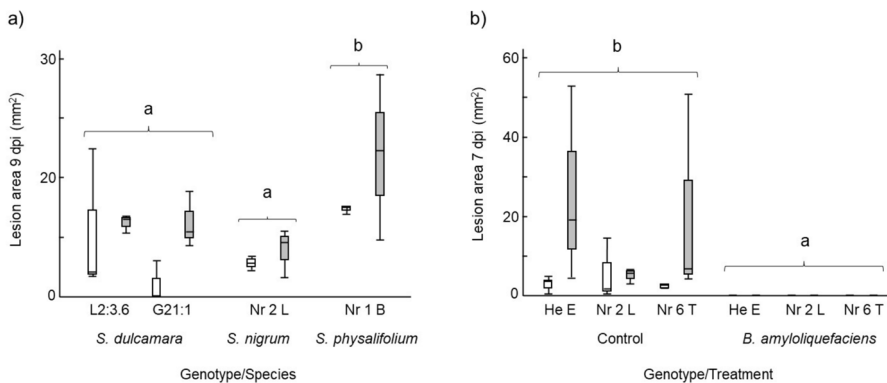 a)
Lesion area 9 dpi (mm²)
30
20
0
a
a
b
L2:3.6 G21:1 Nr 2 L Nr 1 B
S. dulcamara S. nigrum S. physalifolium
Genotype/Species
b)
Lesion area 7 dpi (mm²)
60
40
20
0
b
a
He E Nr 2 L Nr 6 T He E Nr 2 L Nr 6 T
Control B. amyloliquefaciens
Genotype/Treatment